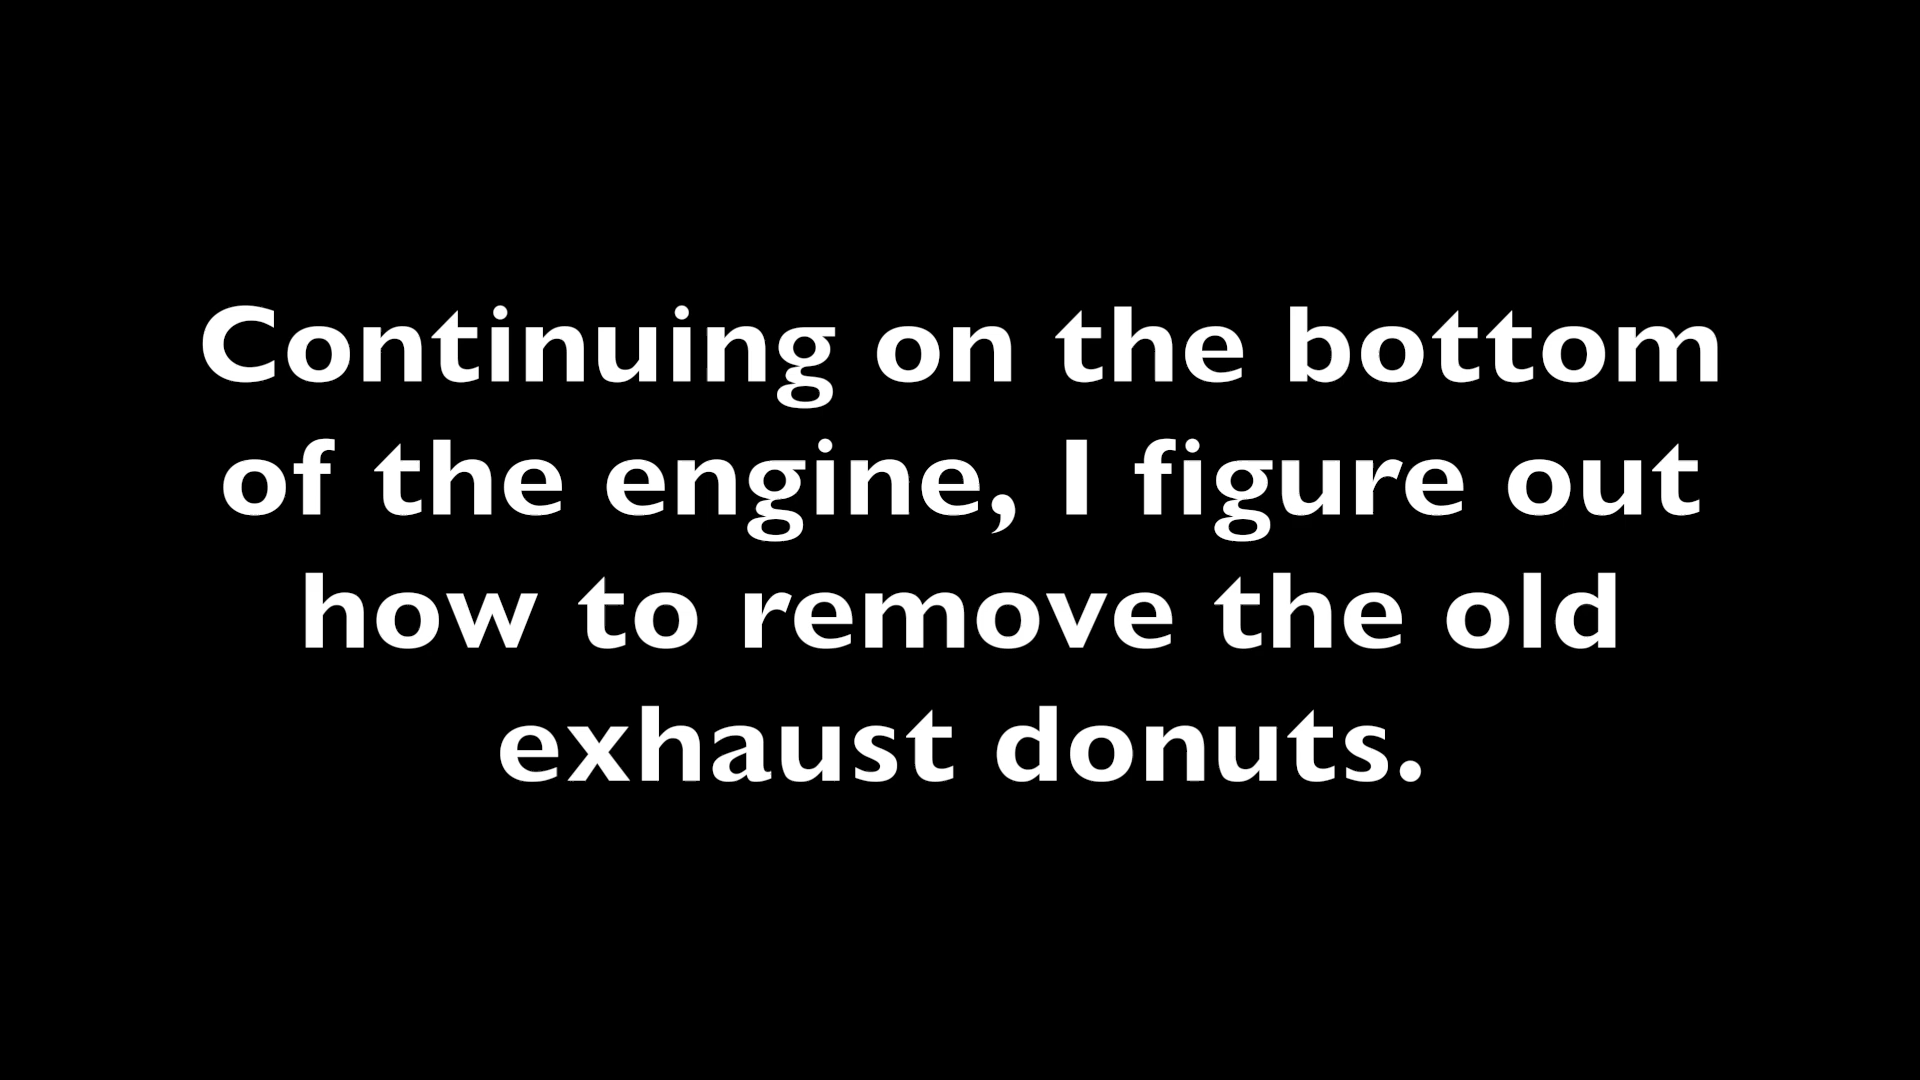 Continuing on the bottom
of the engine, I figure out
how to remove the old
exhaust donuts.